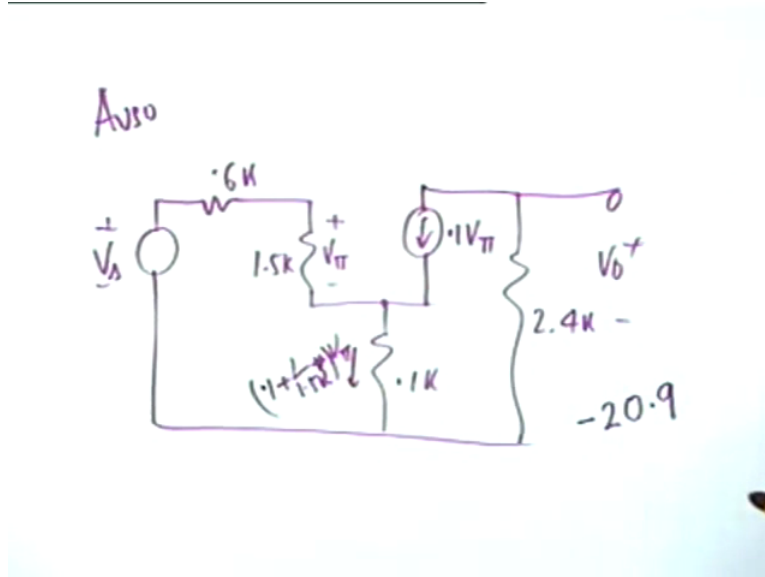 Avso
.6K
+
Vs
-
1.5K
+
Vπ
-
.1Vπ
Vo +
2.4K -
.1K
-20.9